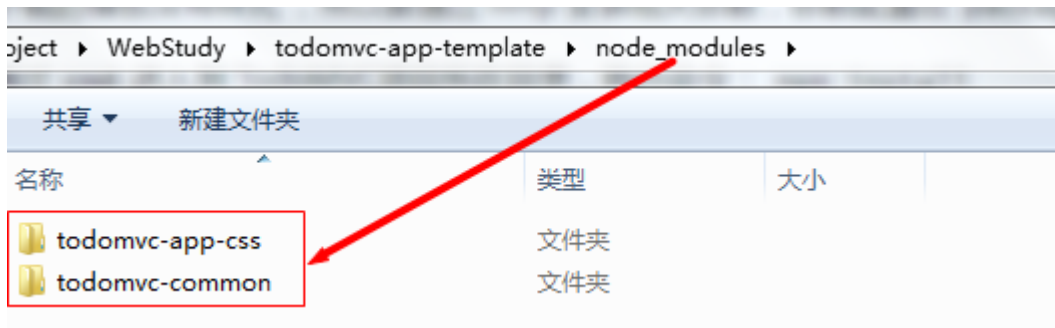 oject ▸ WebStudy ▸ todomvc-app-template ▸ node_modules ▸
共享 新建文件夹
名称 类型 大小
todomvc-app-css 文件夹
todomvc-common 文件夹